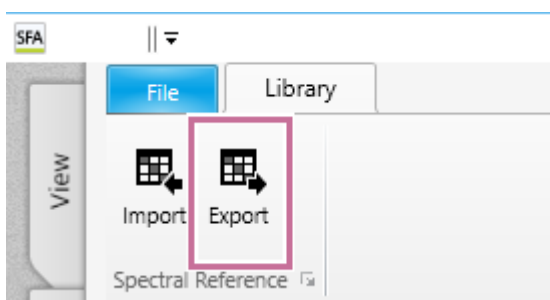 SFA
File Library
View
Import Export
Spectral Reference